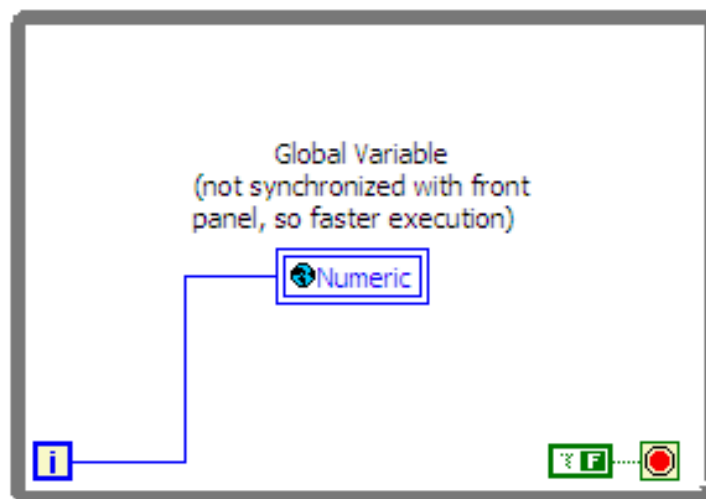 Global Variable
(not synchronized with front
panel, so faster execution)
Numeric
i
F